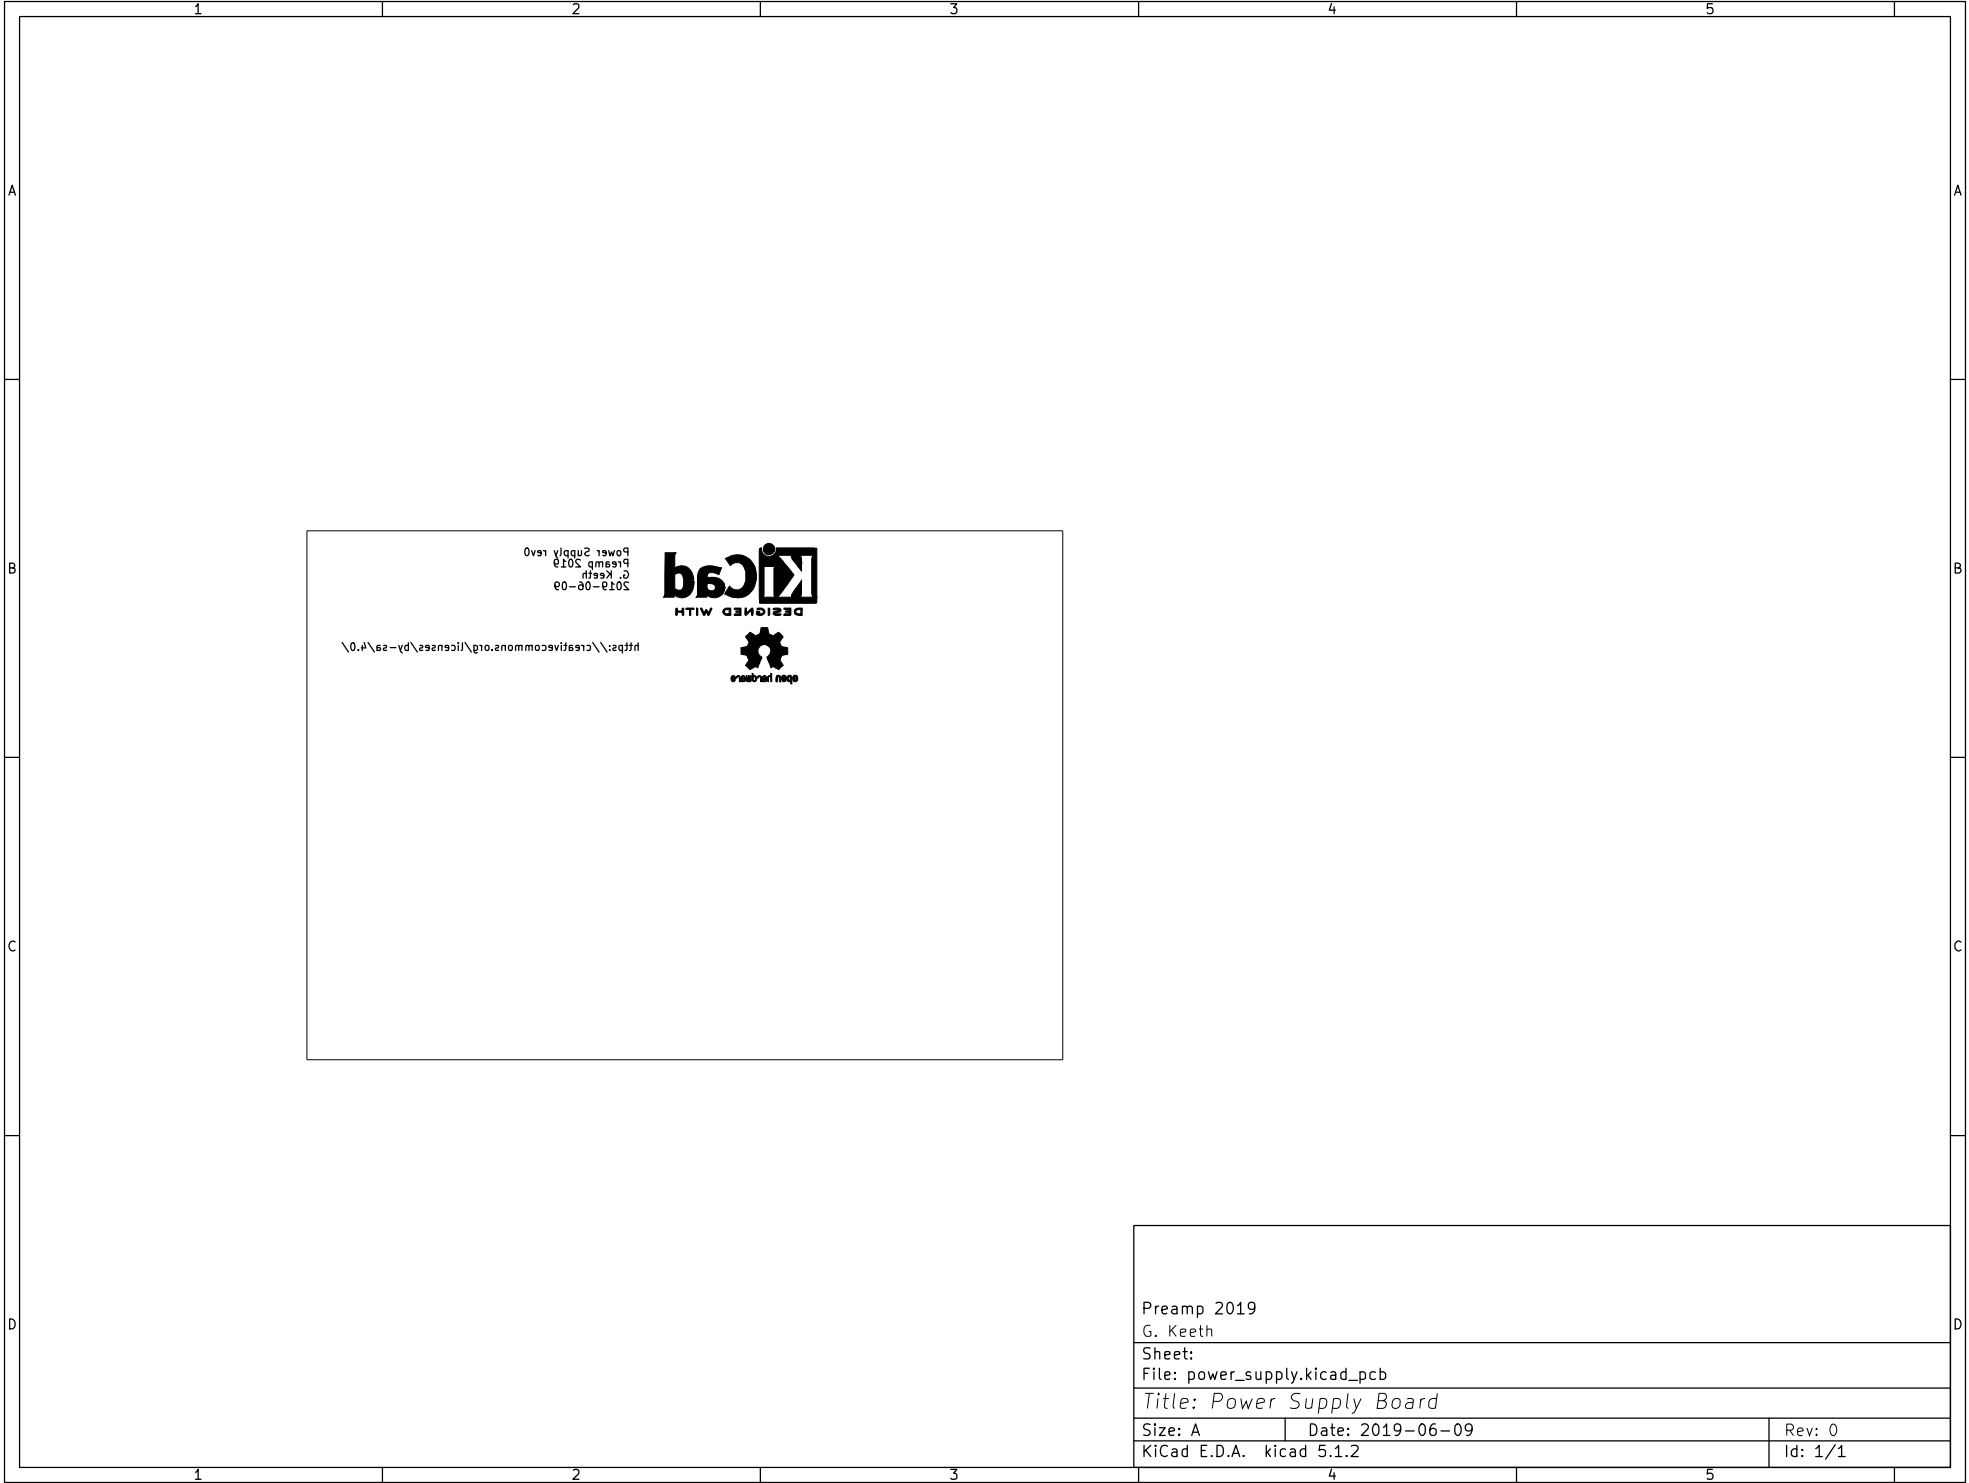 1 2 3 4 5
A A
B B
Power Supply rev0
Preamp 2019
G. Keeth
2019-06-09
KiCad
DESIGNED WITH
https://creativecommons.org/licenses/by-sa/4.0/
open hardware
C C
D D
Preamp 2019
G. Keeth
Sheet:
File: power_supply.kicad_pcb
Title: Power Supply Board
Size: A Date: 2019-06-09 Rev: 0
KiCad E.D.A. kicad 5.1.2 Id: 1/1
1 2 3 4 5